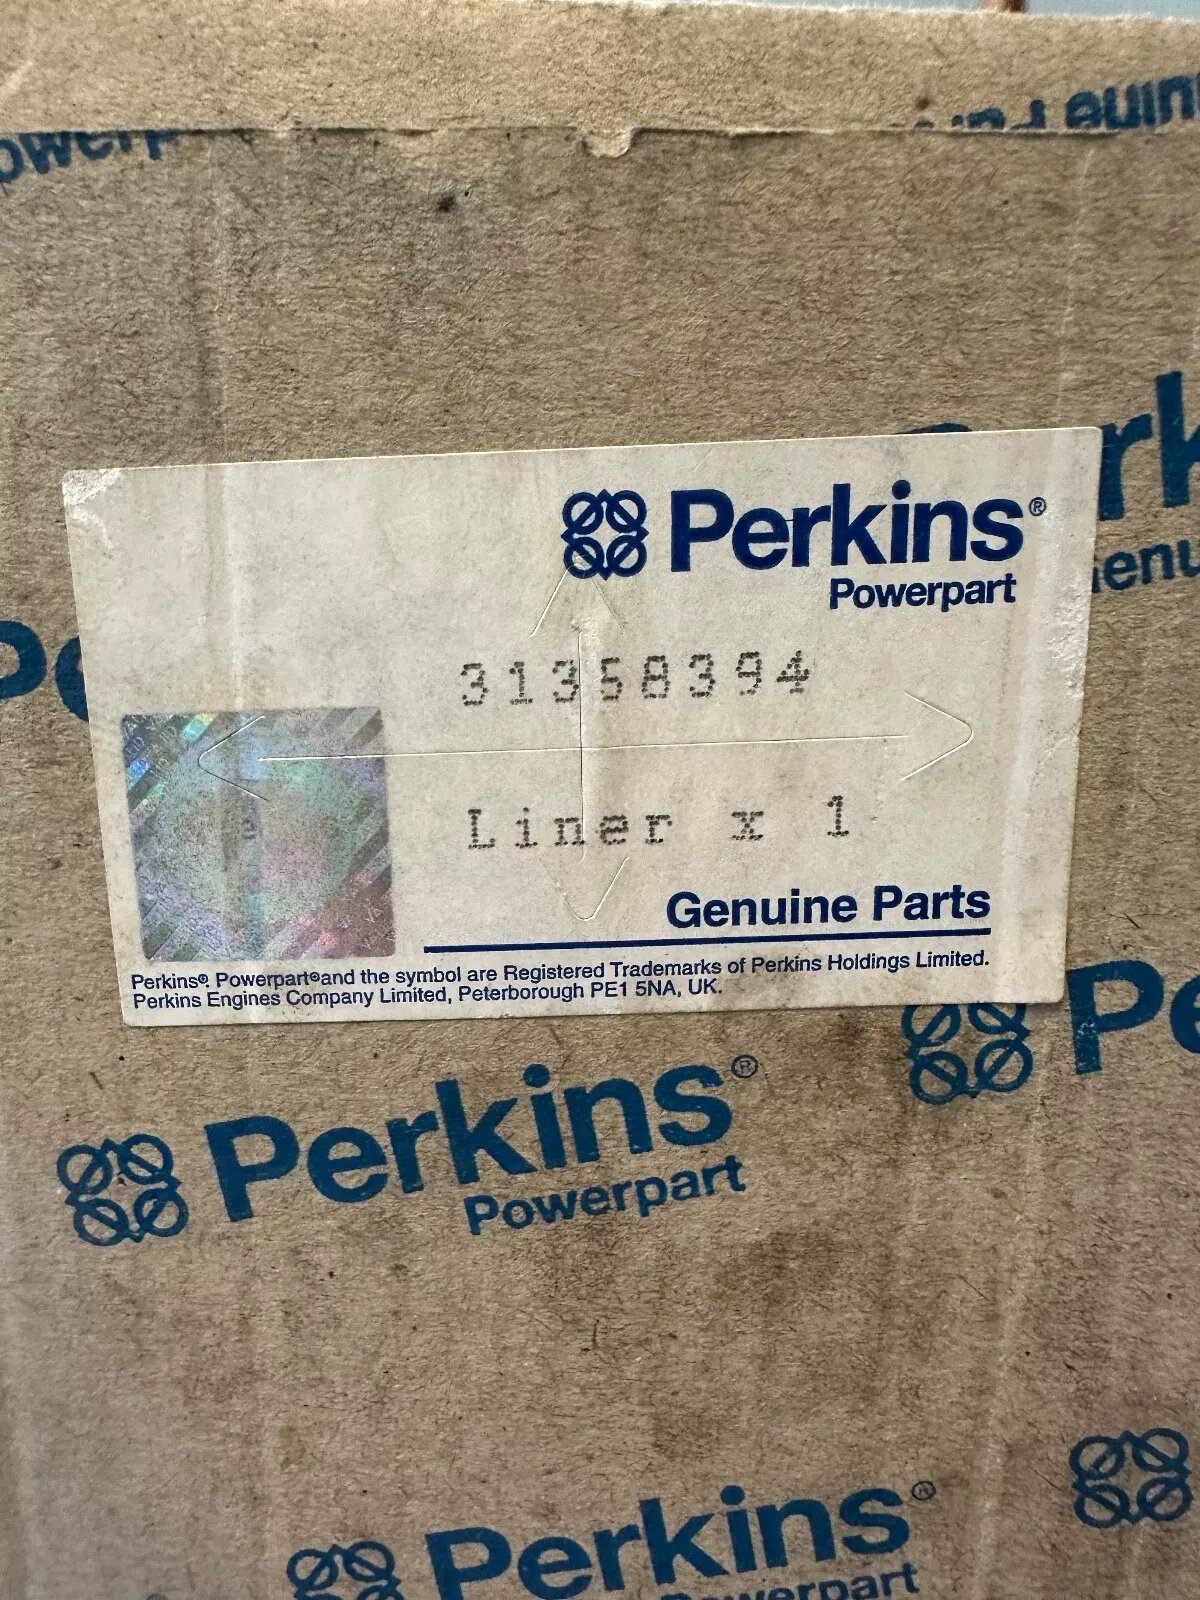 Perkins®
Powerpart
31358394
Liner x 1
Genuine Parts
Perkins® Powerpart® and the symbol are Registered Trademarks of Perkins Holdings Limited.
Perkins Engines Company Limited, Peterborough PE1 5NA, UK.
Perkins®
Powerpart
Perkins®
Powerpart